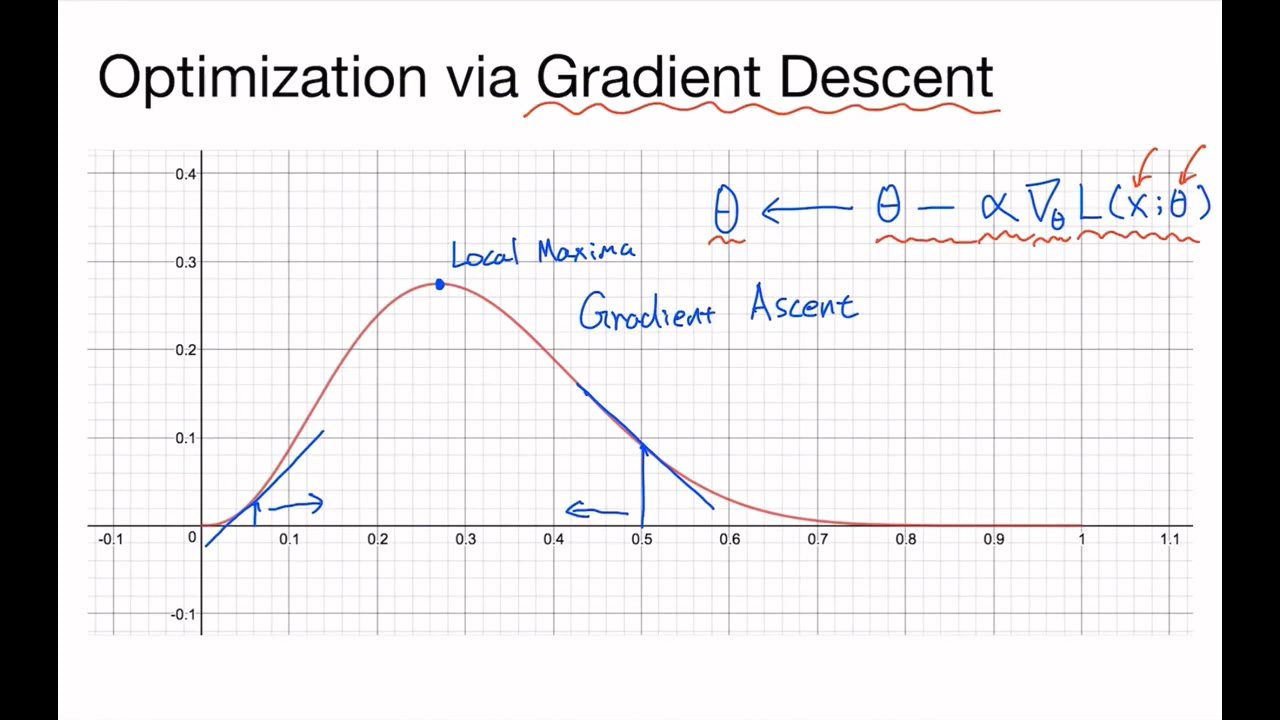 Optimization via Gradient Descent
0.4
θ ← θ − α ∇θ L(x;θ)
Local Maxima
0.3
Gradient Ascent
0.2
0.1
-0.1 0 0.1 0.2 0.3 0.4 0.5 0.6 0.7 0.8 0.9 1 1.1
-0.1